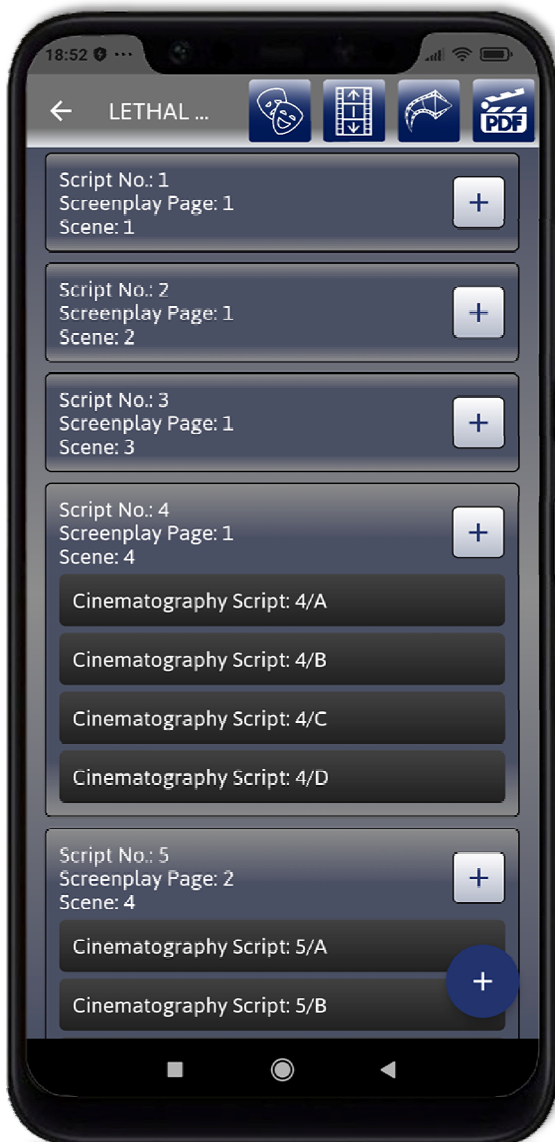 18:52
LETHAL ...
PDF
Script No.: 1
Screenplay Page: 1
Scene: 1
Script No.: 2
Screenplay Page: 1
Scene: 2
Script No.: 3
Screenplay Page: 1
Scene: 3
Script No.: 4
Screenplay Page: 1
Scene: 4
Cinematography Script: 4/A
Cinematography Script: 4/B
Cinematography Script: 4/C
Cinematography Script: 4/D
Script No.: 5
Screenplay Page: 2
Scene: 4
Cinematography Script: 5/A
Cinematography Script: 5/B